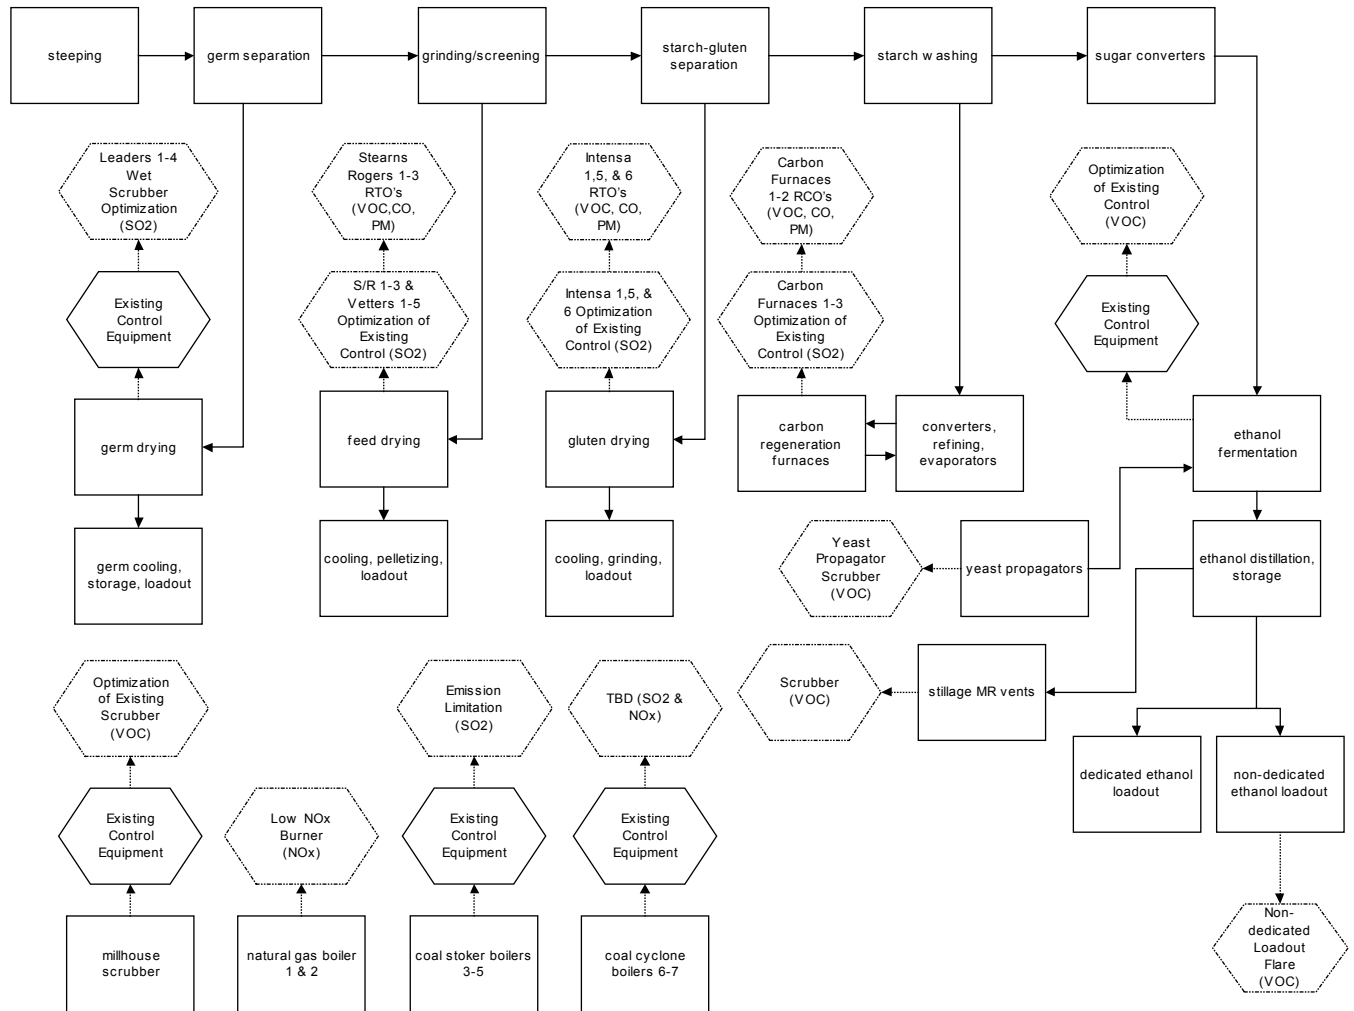 steeping
germ separation
grinding/screening
starch-gluten
separation
starch washing
sugar converters
Leaders 1-4
Wet
Scrubber
Optimization
(SO2)
Stearns
Rogers 1-3
RTO's
(VOC,CO,
PM)
Intensa
1,5, & 6
RTO's
(VOC, CO,
PM)
Carbon
Furnaces
1-2 RCO's
(VOC, CO,
PM)
Optimization
of Existing
Control
(VOC)
Existing
Control
Equipment
S/R 1-3 &
Vetters 1-5
Optimization of
Existing
Control (SO2)
Intensa 1,5, &
6 Optimization
of Existing
Control (SO2)
Carbon
Furnaces 1-3
Optimization of
Existing
Control (SO2)
Existing
Control
Equipment
germ drying
feed drying
gluten drying
carbon
regeneration
furnaces
converters,
refining,
evaporators
ethanol
fermentation
germ cooling,
storage, loadout
cooling, pelletizing,
loadout
cooling, grinding,
loadout
Yeast
Propagator
Scrubber
(VOC)
yeast propagators
ethanol distillation,
storage
Optimization
of Existing
Scrubber
(VOC)
Emission
Limitation
(SO2)
TBD (SO2 &
NOx)
Scrubber
(VOC)
stillage MR vents
dedicated ethanol
loadout
non-dedicated
ethanol loadout
Existing
Control
Equipment
Low NOx
Burner
(NOx)
Existing
Control
Equipment
Existing
Control
Equipment
millhouse
scrubber
natural gas boiler
1 & 2
coal stoker boilers
3-5
coal cyclone
boilers 6-7
Non-
dedicated
Loadout
Flare
(VOC)